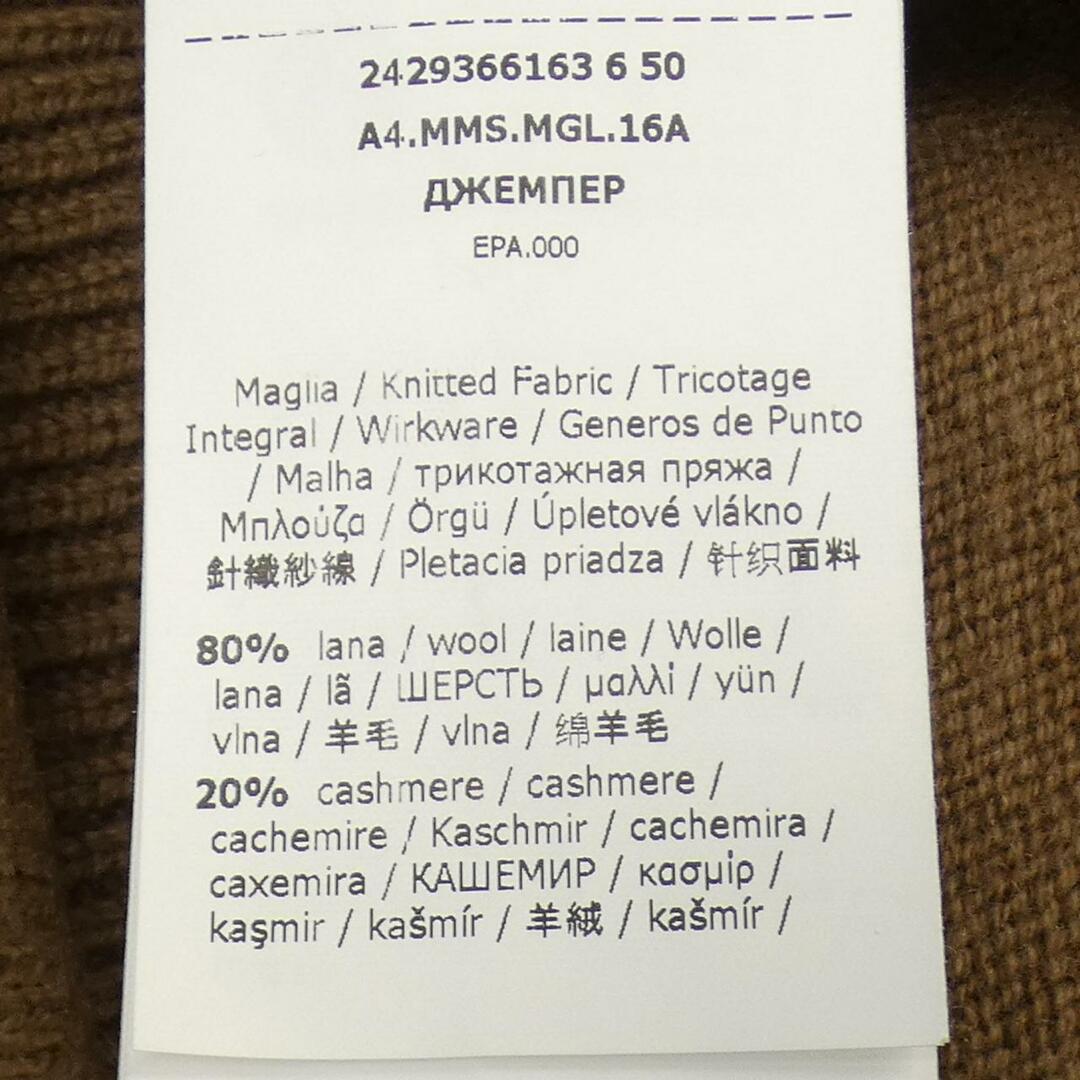 2429366163 6 50
A4.MMS.MGL.16A
ДЖЕМПЕР
EPA.000
Maglia / Knitted Fabric / Tricotage
Integral / Wirkware / Generos de Punto
/ Malha / трикотажная пряжа /
Μπλούζα / Örgü / Úpletové vlákno /
針織紗線 / Pletacia priadza / 针织面料
80% lana / wool / laine / Wolle /
lana / lã / ШЕРСТЬ / μαλλί / yün /
vlna / 羊毛 / vlna / 绵羊毛
20% cashmere / cashmere /
cachemire / Kaschmir / cachemira /
caxemira / КАШЕМИР / κασμίρ /
kaşmir / kašmír / 羊絨 / kašmír /